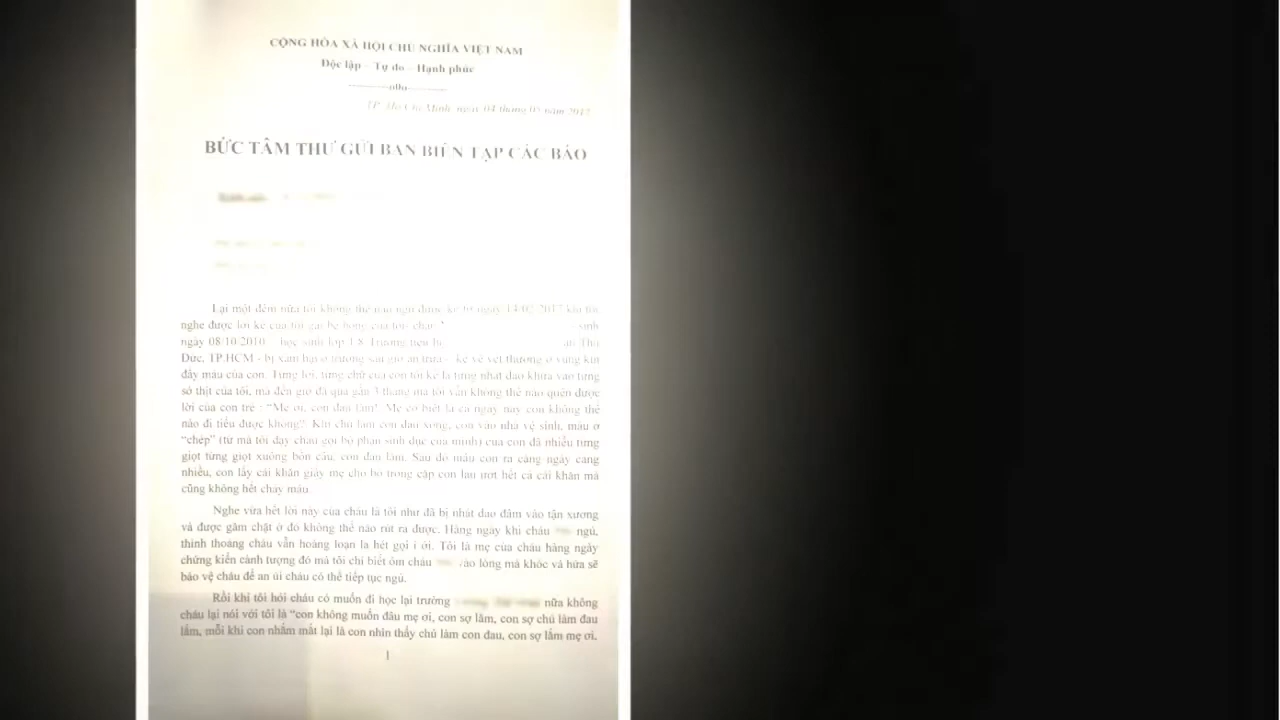 CỘNG HÒA XÃ HỘI CHỦ NGHĨA VIỆT NAM
Độc lập – Tự do – Hạnh phúc
TP. Hồ Chí Minh, ngày 04 tháng 05 năm 2017
BỨC TÂM THƯ GỬI BAN BIÊN TẬP CÁC BÁO
Lại một đêm nữa tôi không thể nào ngủ được kể từ ngày 14/02/2017 khi tôi
nghe được lời kể của con gái bé bỏng của tôi, cháu sinh
ngày 08.10.2010 – học sinh lớp 1/8 Trường tiểu
Đức, TP.HCM - bị xâm hại ở trường sau giờ ăn trưa – kể về vết thương ở vùng kín
đầy máu của con. Từng lời, từng chữ của con tôi kể là từng nhát dao khứa vào từng
sớ thịt của tôi, mà đến giờ đã qua gần 3 tháng mà tôi vẫn không thể nào quên được
lời của con trẻ : “Mẹ ơi, con đau lắm! Mẹ có biết là cả ngày nay con không thể
nào đi tiểu được không? Khi chú làm con đau xong, con vào nhà vệ sinh, máu ở
“chép” (từ mà tôi dạy cháu gọi bộ phận sinh dục của mình) của con đã nhiều từng
giọt từng giọt xuống bồn cầu, con đau lắm. Sau đó máu con ra càng ngày càng
nhiều, con lấy cái khăn giấy mẹ cho bỏ trong cặp con lau ướt hết cả cái khăn mà
cũng không hết chảy máu
Nghe vừa hết lời này của cháu là tôi như đã bị nhát dao đâm vào tận xương
và được găm chặt ở đó không thể nào rút ra được. Hàng ngày khi cháu ngủ,
thỉnh thoảng cháu vẫn hoảng loạn la hét gọi i ới. Tôi là mẹ của cháu hàng ngày
chứng kiến cảnh tượng đó mà tôi chỉ biết ôm cháu vào lòng mà khóc và hứa sẽ
bảo vệ cháu để an ủi cháu có thể tiếp tục ngủ.
Rồi khi tôi hỏi cháu có muốn đi học lại trường nữa không
cháu lại nói với tôi là “con không muốn đâu mẹ ơi, con sợ lắm, con sợ chú làm đau
lắm, mỗi khi con nhắm mắt lại là con nhìn thấy chú làm con đau, con sợ lắm mẹ ơi.
1